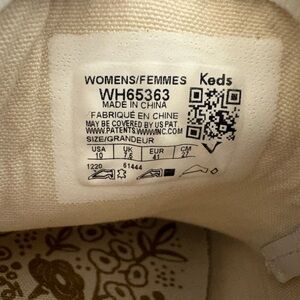 WOMENS/FEMMES Keds
WH65363
MADE IN CHINA
FABRIQUÉ EN CHINE
MAY BE COVERED BY US PAT.
WWW.PATENTS.WWWINC.COM
SIZE/GRANDEUR
USA UK EUR CM
10 7.5 41 27
1220 61444